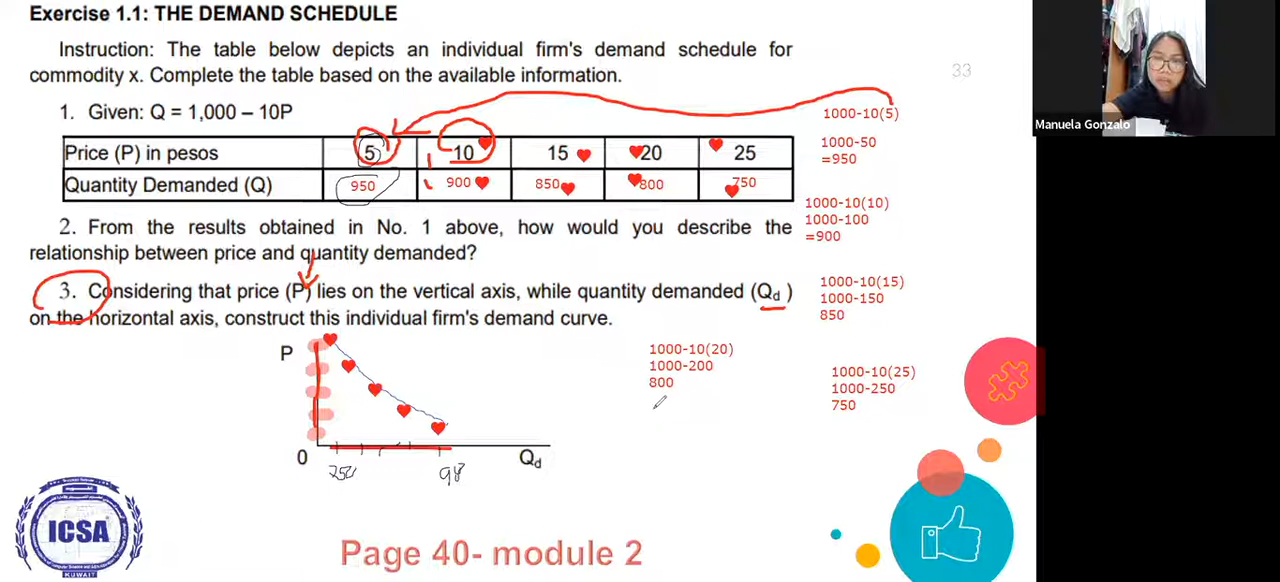 Exercise 1.1: THE DEMAND SCHEDULE
Instruction: The table below depicts an individual firm's demand schedule for
commodity x. Complete the table based on the available information.
33
1. Given: Q = 1,000 – 10P
Price (P) in pesos 5 10 15 20 25
Quantity Demanded (Q) 950 900 850 800 750
2. From the results obtained in No. 1 above, how would you describe the
relationship between price and quantity demanded?
3. Considering that price (P) lies on the vertical axis, while quantity demanded (Qd)
on the horizontal axis, construct this individual firm's demand curve.
P
0
Qd
1000-10(5)
1000-50
=950
1000-10(10)
1000-100
=900
1000-10(15)
1000-150
850
1000-10(20)
1000-200
800
1000-10(25)
1000-250
750
ICSA
KUWAIT
Page 40- module 2
Manuela Gonzalo